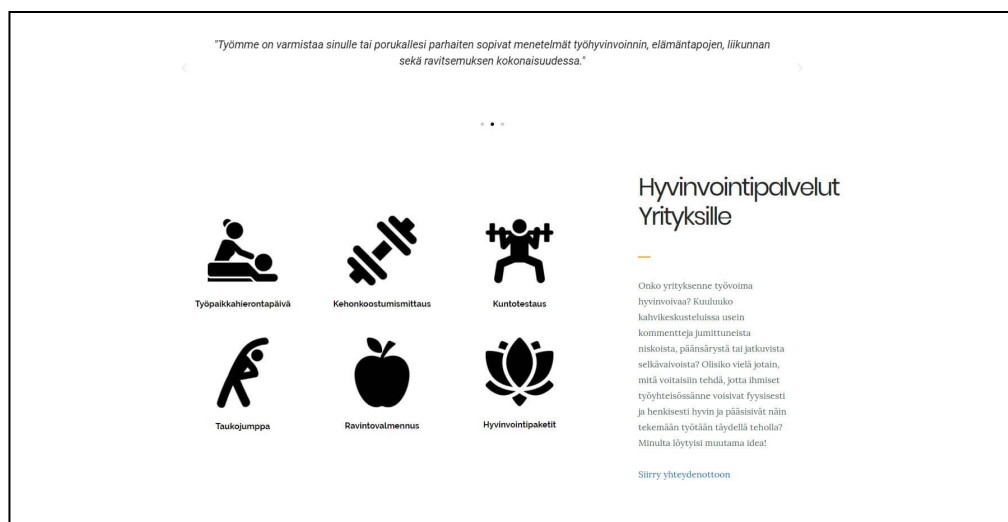 "Työmme on varmistaa sinulle tai porukallesi parhaiten sopivat menetelmät työhyvinvoinnin, elämäntapojen, liikunnan
sekä ravitsemuksen kokonaisuudessa."
Työpaikkahierontapäivä
Kehonkoostumismittaus
Kuntotestaus
Taukojumppa
Ravintovalmennus
Hyvinvointipaketit
Hyvinvointipalvelut
Yrityksille
Onko yrityksenne työvoima
hyvinvoivaa? Kuuluuko
kahvikeskusteluissa usein
kommentteja jumittuneista
niskoista, päänsärystä tai jatkuvista
selkävaivoista? Olisiko vielä jotain,
mitä voitaisiin tehdä, jotta ihmiset
työyhteisössänne voisivat fyysisesti
ja henkisesti hyvin ja pääsisivät näin
tekemään työtään täydellä teholla?
Minulta löytyisi muutama idea!
Siirry yhteydenottoon